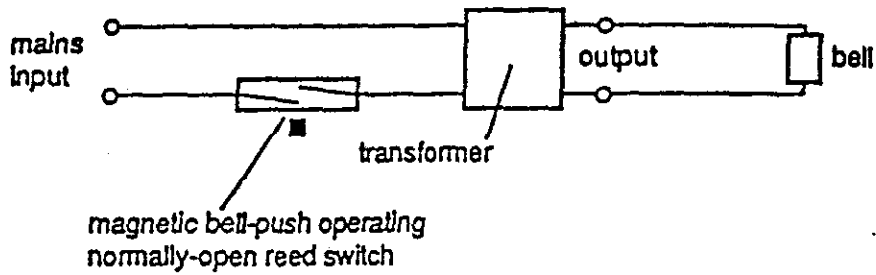 mains
input
output
bell
transformer
magnetic bell-push operating
normally-open reed switch